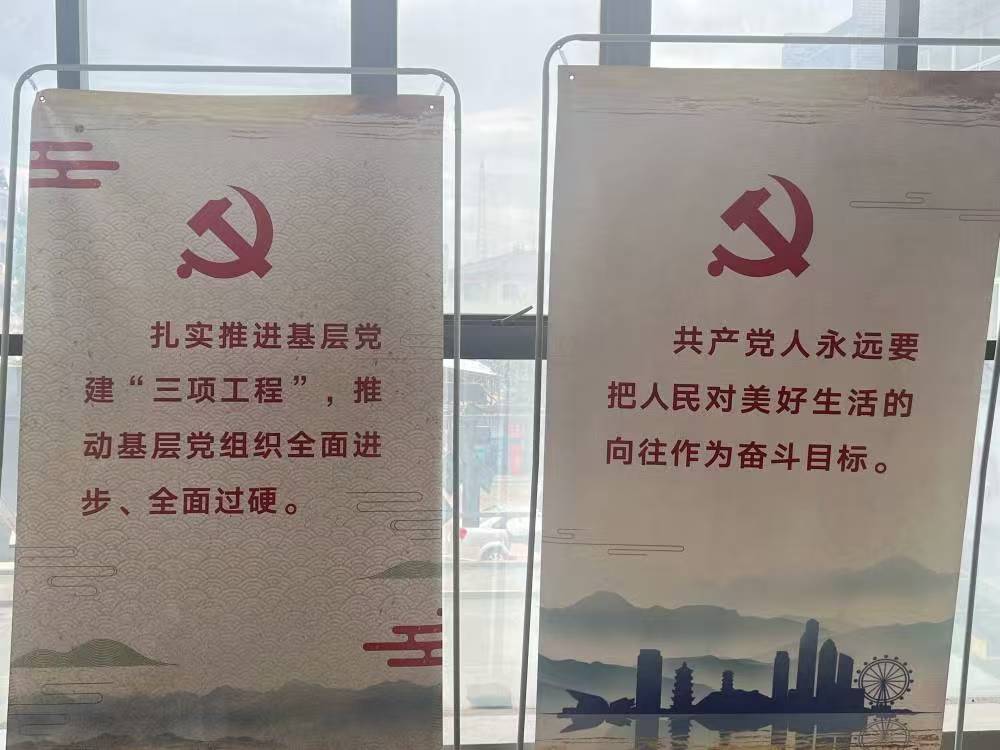 扎实推进基层党
建“三项工程”，推
动基层党组织全面进
步、全面过硬。
共产党人永远要
把人民对美好生活的
向往作为奋斗目标。